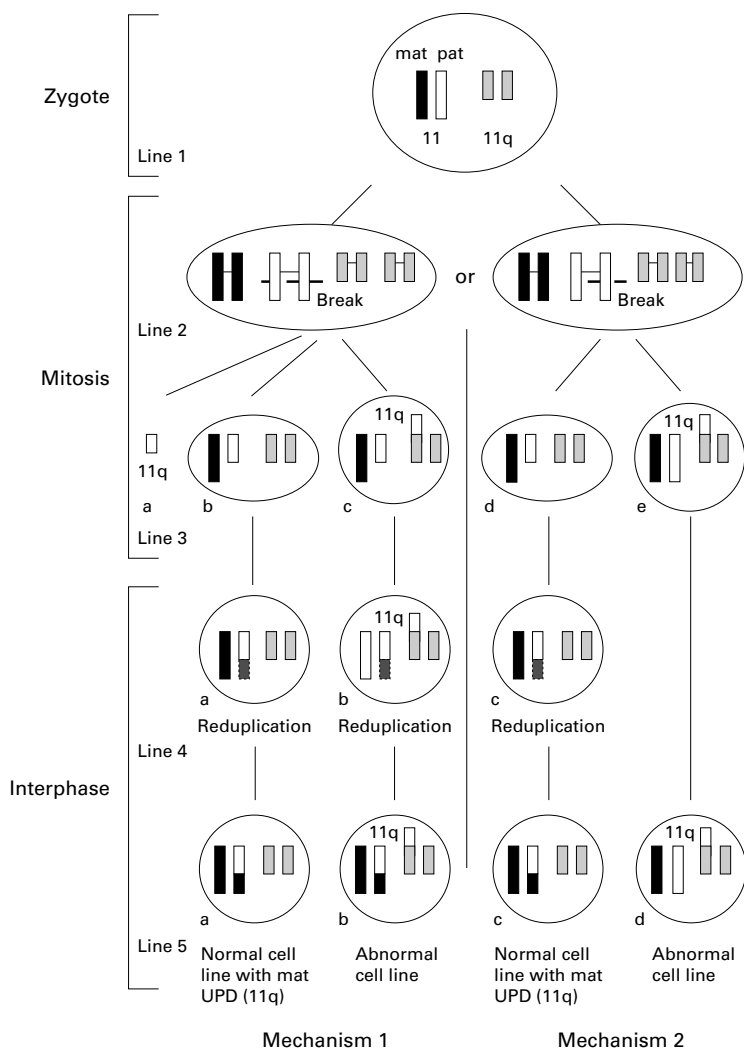 mat pat
Zygote
11 11q
Line 1
or
Break Break
Line 2
Mitosis
11q 11q
11q
a b c d e
Line 3
11q
a b c
Reduplication Reduplication Reduplication
Line 4
Interphase
11q 11q
a b c d
Line 5
Normal cell
line with mat
UPD (11q)
Abnormal
cell line
Normal cell
line with mat
UPD (11q)
Abnormal
cell line
Mechanism 1 Mechanism 2